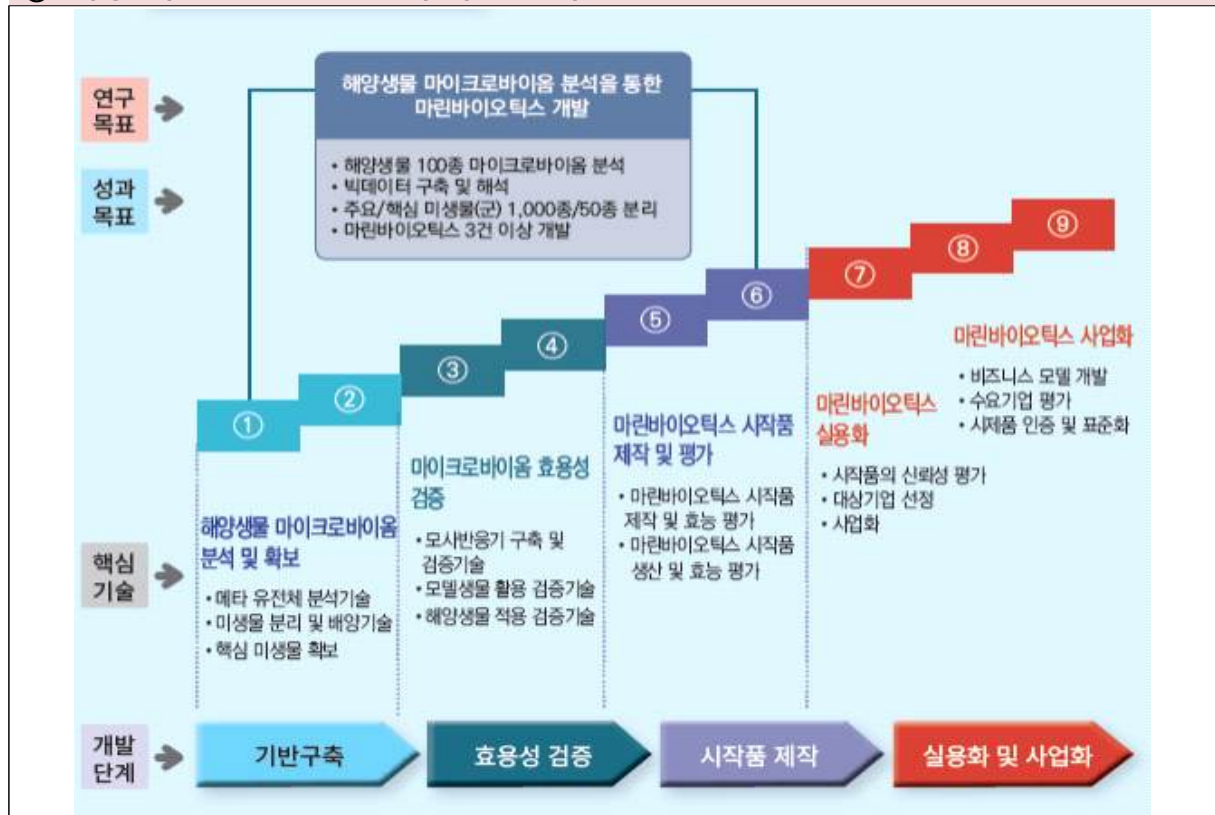 연구
목표
해양생물 마이크로바이옴 분석을 통한
마린바이오틱스 개발
성과
목표
• 해양생물 100종 마이크로바이옴 분석
• 빅데이터 구축 및 해석
• 주요/핵심 미생물(군) 1,000종/50종 분리
• 마린바이오틱스 3건 이상 개발
①
②
③
④
⑤
⑥
⑦
⑧
⑨
핵심
기술
해양생물 마이크로바이옴
분석 및 확보
• 메타 유전체 분석기술
• 미생물 분리 및 배양기술
• 핵심 미생물 확보
마이크로바이옴 효용성
검증
• 모사반응기 구축 및
검증기술
• 모델생물 활용 검증기술
• 해양생물 적용 검증기술
마린바이오틱스 시작품
제작 및 평가
• 마린바이오틱스 시작품
제작 및 효능 평가
• 마린바이오틱스 시작품
생산 및 효능 평가
마린바이오틱스
실용화
• 시작품의 신뢰성 평가
• 대상기업 선정
• 사업화
마린바이오틱스 사업화
• 비즈니스 모델 개발
• 수요기업 평가
• 시제품 인증 및 표준화
개발
단계
기반구축
효용성 검증
시작품 제작
실용화 및 사업화